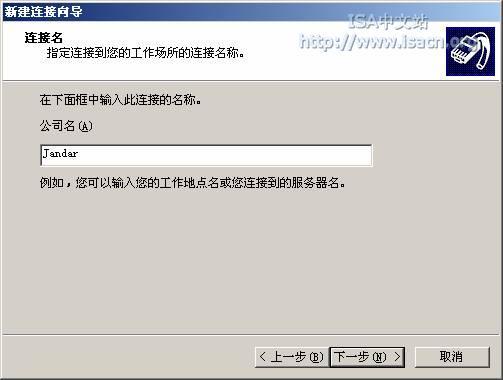 新建连接向导
ISA中文站
http://www.isacn.org
连接名
指定连接到您的工作场所的连接名称。
在下面框中输入此连接的名称。
公司名(A)
Jandar
例如，您可以输入您的工作地点名或您连接到的服务器名。
< 上一步(B)
下一步(N) >
取消